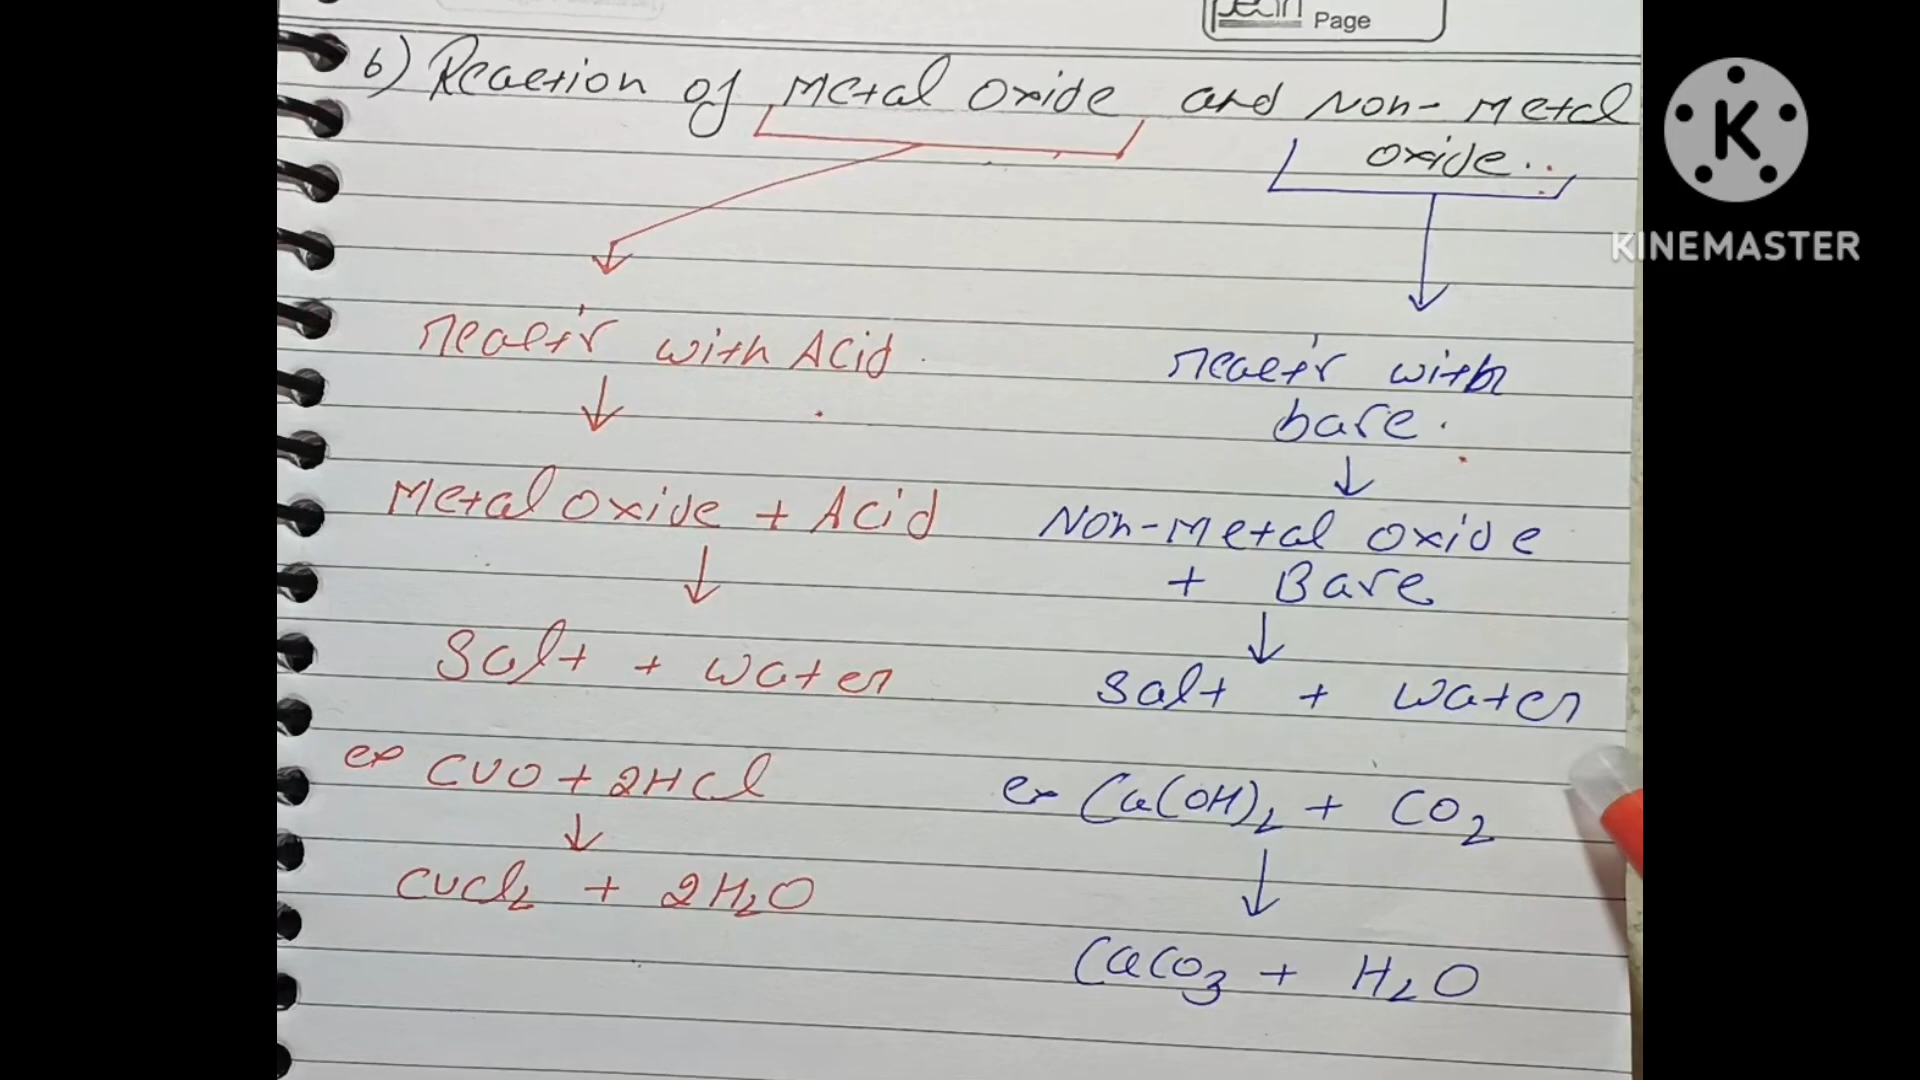 Pearl Page
6) Reaction of Metal Oxide and Non-Metal
oxide..
react's with Acid
↓
Metal Oxide + Acid
↓
Salt + water
ex CuO + 2HCl
↓
CuCl₂ + 2H₂O
react's with
base.
↓
Non-Metal Oxide
+ Base
↓
Salt + Water
ex Ca(OH)₂ + CO₂
↓
CaCO₃ + H₂O
K
KINEMASTER